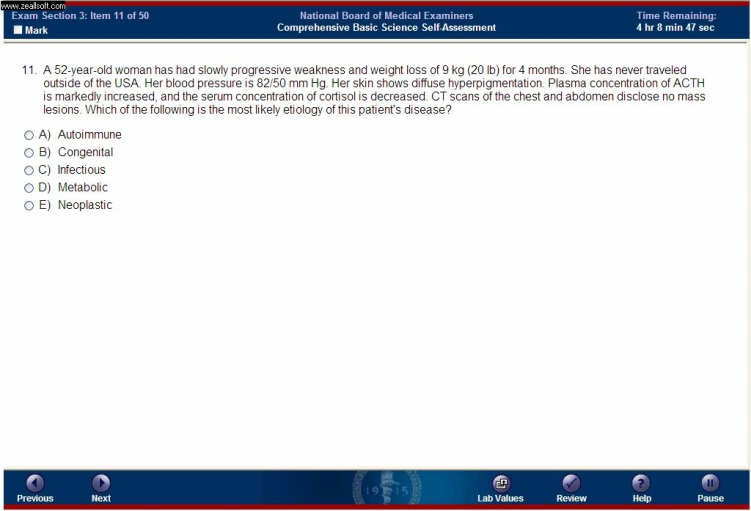 www.zeallsoft.com
Exam Section 3: Item 11 of 50
National Board of Medical Examiners
Time Remaining:
Mark
Comprehensive Basic Science Self-Assessment
4 hr 8 min 47 sec
11. A 52-year-old woman has had slowly progressive weakness and weight loss of 9 kg (20 lb) for 4 months. She has never traveled
outside of the USA. Her blood pressure is 82/50 mm Hg. Her skin shows diffuse hyperpigmentation. Plasma concentration of ACTH
is markedly increased, and the serum concentration of cortisol is decreased. CT scans of the chest and abdomen disclose no mass
lesions. Which of the following is the most likely etiology of this patient's disease?
A) Autoimmune
B) Congenital
C) Infectious
D) Metabolic
E) Neoplastic
1915
Previous
Next
Lab Values
Review
Help
Pause